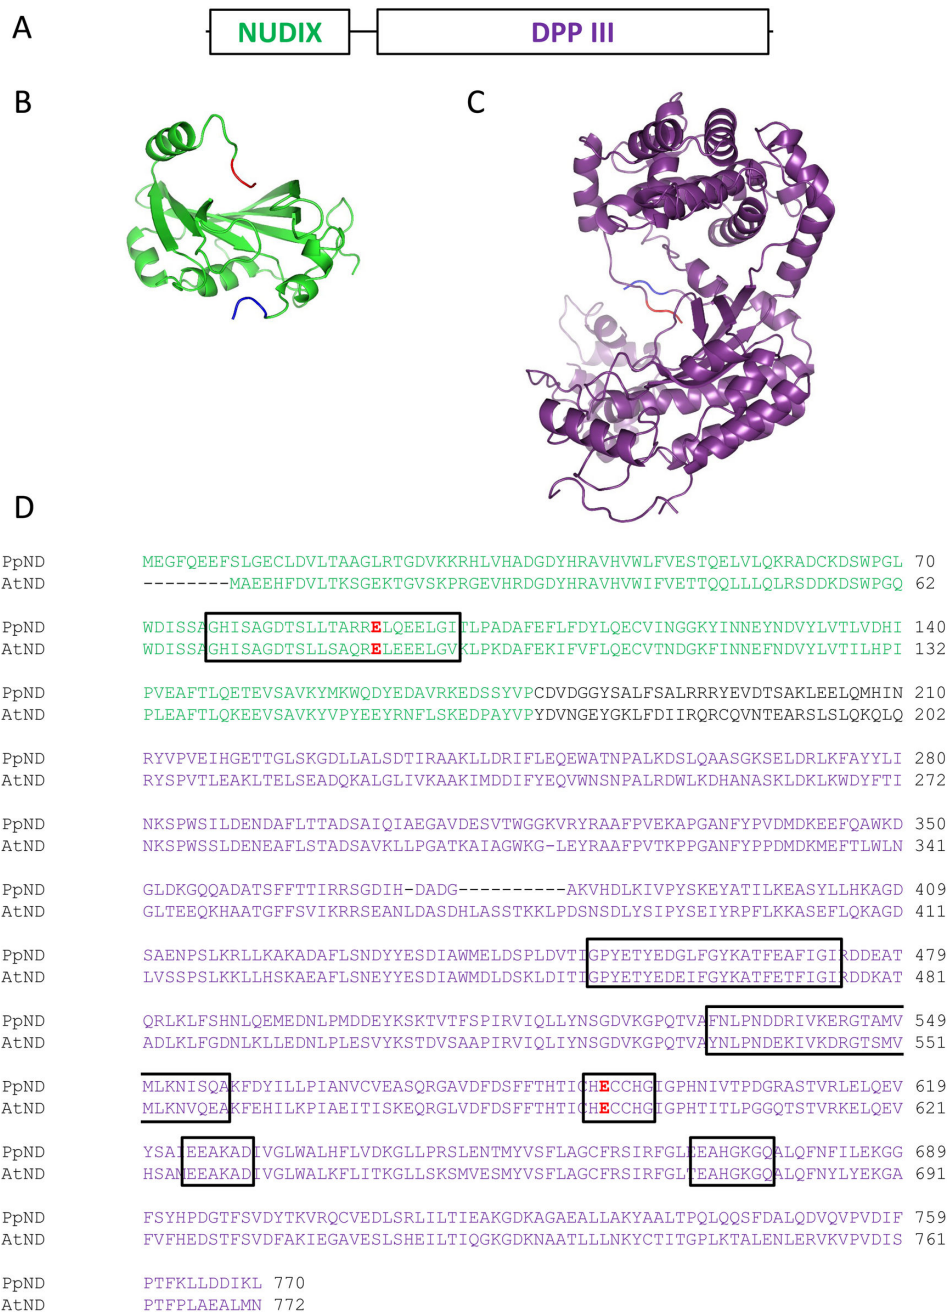 A
NUDIX
DPP III
B
C
D
PpND MEGFQEEFSLGECLDVLTAAGLRTGDVKKRHLVHADGDYHRAVHVWLFVESTQELVLQKRADCKDSWPGL 70
AtND --------MAEEHFDVLTKSGEKTGVSKPRGEVHRDGDYHRAVHVWIFVETTQQLLLQLRSDDKDSWPGQ 62
PpND WDISSAGHISAGDTSLLTARRELQEELGITLPADAFEFLFDYLQECVINGGKYINNEYNDVYLVTLVDHI 140
AtND WDISSAGHISAGDTSLLSAQRELEEELGVKLPKDAFEKIFVFLQECVTNDGKFINNEFNDVYLVTILHPI 132
PpND PVEAFTLQETEVSAVKYMKWQDYEDAVRKEDSSYVPCDVDGGYSALFSALRRRYEVDTSAKLEELQMHIN 210
AtND PLEAFTLQKEEVSAVKYVPYEEYRNFLSKEDPAYVPYDVNGEYGKLFDIIRQRCQVNTEARSLSLQKQLQ 202
PpND RYVPVEIHGETTGLSKGDLLALSDTIRAAKLLDRIFLEQEWATNPALKDSLQAASGKSELDRLKFAYYLI 280
AtND RYSPVTLEAKLTELSEADQKALGLIVKAAKIMDDIFYEQVWNSNPALRDWLKDHANASKLDKLKWDYFTI 272
PpND NKSPWSILDENDAFLTTADSAIQIAEGAVDESVTWGGKVRYRAAFPVEKAPGANFYPVDMDKEEFQAWKD 350
AtND NKSPWSSLDENEAFLSTADSAVKLLPGATKAIAGWKG-LEYRAAFPVTKPPGANFYPPDMDKMEFTLWLN 341
PpND GLDKGQQADATSFFTTIRRSGDIH-DADG----------AKVHDLKIVPYSKEYATILKEASYLLHKAGD 409
AtND GLTEEQKHAATGFFSVIKRRSEANLDASDHLASSTKKLPDSNSDLYSIPYSEIYRPFLKKASEFLQKAGD 411
PpND SAENPSLKRLLKAKADAFLSNDYYESDIAWMELDSPLDVTIGPYETYEDGLFGYKATFEAFIGIRDDEAT 479
AtND LVSSPSLKKLLHSKAEAFLSNEYYESDIAWMDLDSKLDITIGPYETYEDEIFGYKATFETFIGIRDDKAT 481
PpND QRLKLFSHNLQEMEDNLPMDDEYKSKTVTFSPIRVIQLLYNSGDVKGPQTVAFNLPNDDRIVKERGTAMV 549
AtND ADLKLFGDNLKLLEDNLPLESVYKSTDVSAAPIRVIQLIYNSGDVKGPQTVAYNLPNDEKIVKDRGTSMV 551
PpND MLKNISQAKFDYILLPIANVCVEASQRGAVDFDSFFTHTICHECCHGIGPHNIVTPDGRASTVRLELQEV 619
AtND MLKNVQEAKFEHILKPIAEITISKEQRGLVDFDSFFTHTICHECCHGIGPHTITLPGGQTSTVRKELQEV 621
PpND YSAIEEAKADIVGLWALHFLVDKGLLPRSLENTMYVSFLAGCFRSIRFGLEEAHGKGQALQFNFILEKGG 689
AtND HSAMEEAKADIVGLWALKFLITKGLLSKSMVESMYVSFLAGCFRSIRFGLTEAHGKGQALQFNYLYEKGA 691
PpND FSYHPDGTFSVDYTKVRQCVEDLSRLILTIEAKGDKAGAEALLAKYAALTPQLQQSFDALQDVQVPVDIF 759
AtND FVFHEDSTFSVDFAKIEGAVESLSHEILTIQGKGDKNAATLLLNKYCTITGPLKTALENLERVKVPVDIS 761
PpND PTFKLLDDIKL 770
AtND PTFPLAEALMN 772